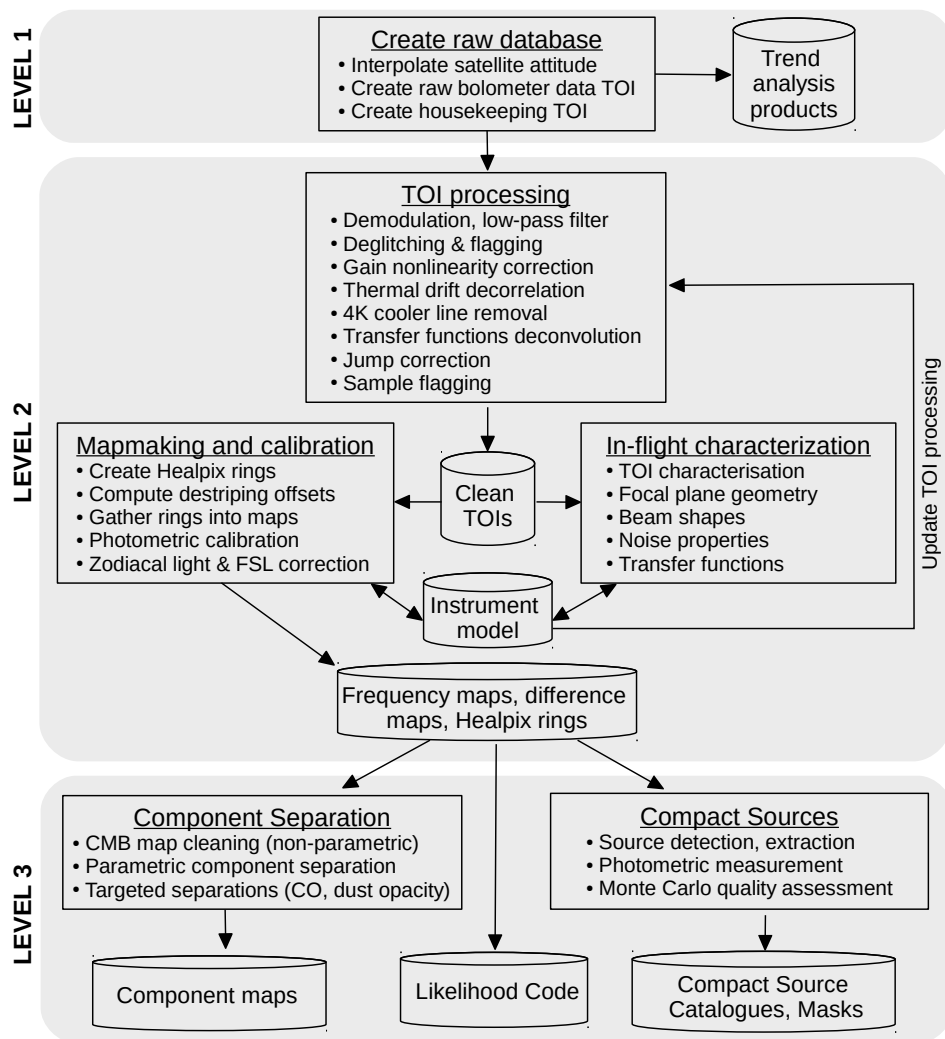 LEVEL 1
Create raw database
• Interpolate satellite attitude
• Create raw bolometer data TOI
• Create housekeeping TOI
Trend
analysis
products
LEVEL 2
TOI processing
• Demodulation, low-pass filter
• Deglitching & flagging
• Gain nonlinearity correction
• Thermal drift decorrelation
• 4K cooler line removal
• Transfer functions deconvolution
• Jump correction
• Sample flagging
Update TOI processing
Mapmaking and calibration
• Create Healpix rings
• Compute destriping offsets
• Gather rings into maps
• Photometric calibration
• Zodiacal light & FSL correction
Clean
TOIs
In-flight characterization
• TOI characterisation
• Focal plane geometry
• Beam shapes
• Noise properties
• Transfer functions
Instrument
model
Frequency maps, difference
maps, Healpix rings
LEVEL 3
Component Separation
• CMB map cleaning (non-parametric)
• Parametric component separation
• Targeted separations (CO, dust opacity)
Compact Sources
• Source detection, extraction
• Photometric measurement
• Monte Carlo quality assessment
Component maps
Likelihood Code
Compact Source
Catalogues, Masks